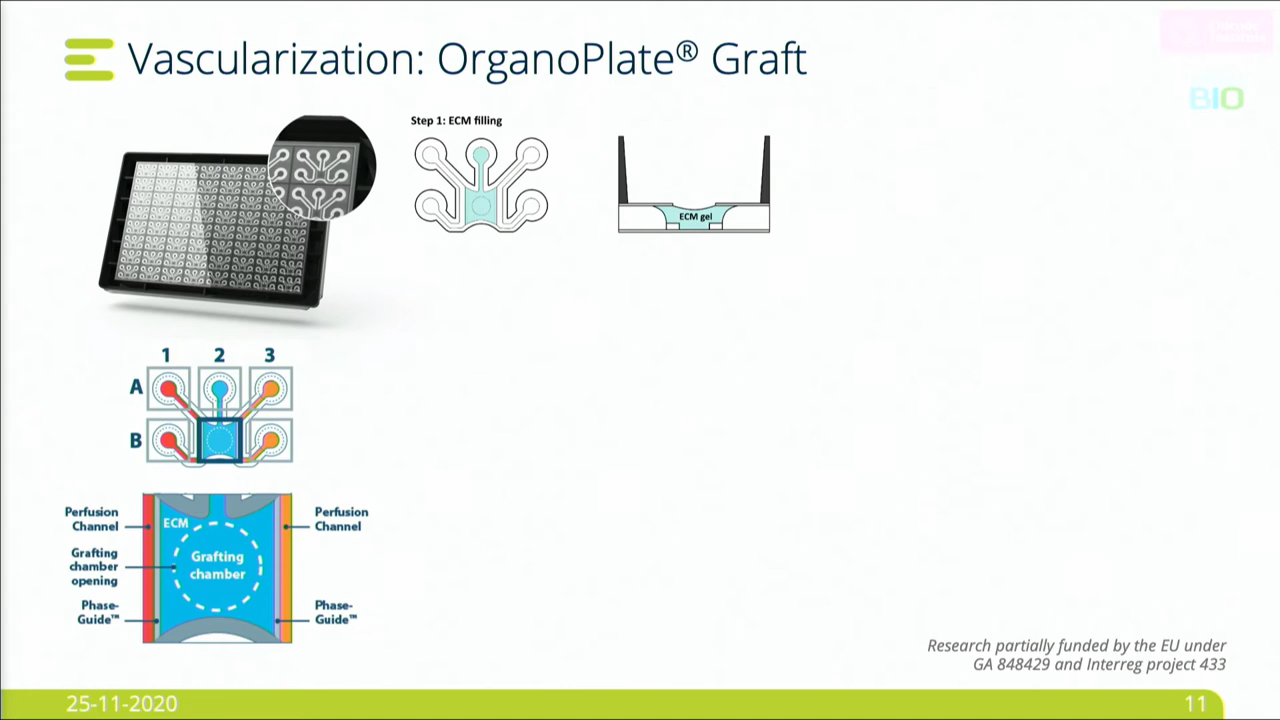 Vascularization: OrganoPlate® Graft
BIO
Step 1: ECM filling
ECM gel
1 2 3
A
B
Perfusion
Channel
Grafting
chamber
opening
Phase-
Guide™
ECM
Grafting
chamber
Perfusion
Channel
Phase-
Guide™
Research partially funded by the EU under
GA 848429 and Interreg project 433
25-11-2020
11